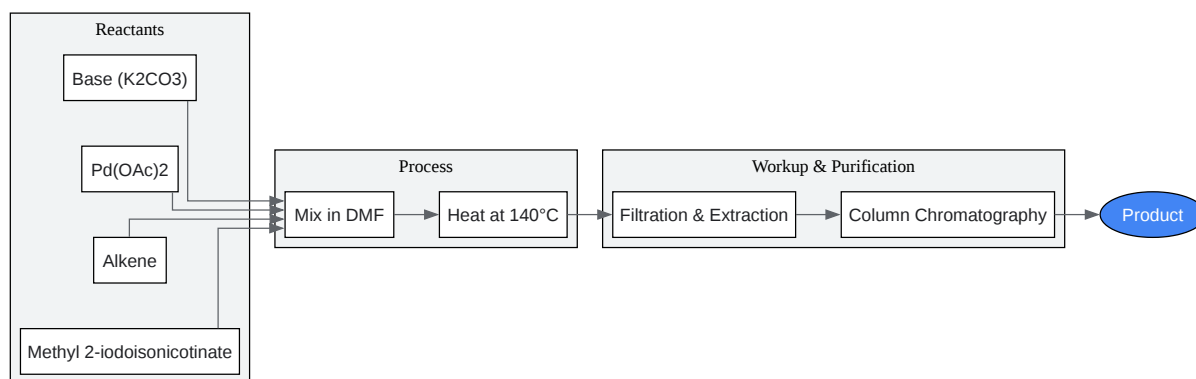 Reactants
Base (K2CO3)
Pd(OAc)2
Alkene
Methyl 2-iodoisonicotinate
Process
Mix in DMF
Heat at 140°C
Workup & Purification
Filtration & Extraction
Column Chromatography
Product